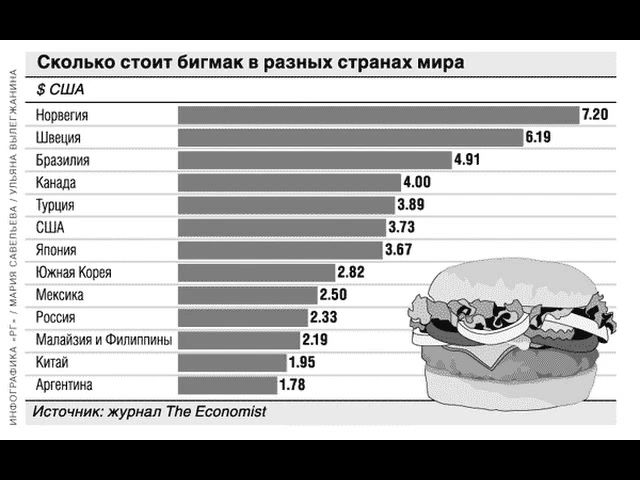 Сколько стоит бигмак в разных странах мира
$ США
Норвегия 7.20
Швеция 6.19
Бразилия 4.91
Канада 4.00
Турция 3.89
США 3.73
Япония 3.67
Южная Корея 2.82
Мексика 2.50
Россия 2.33
Малайзия и Филиппины 2.19
Китай 1.95
Аргентина 1.78
Источник: журнал The Economist
ИНФОГРАФИКА «РГ» / МАРИЯ САВЕЛЬЕВА / УЛЬЯНА ВЫЛЕГЖАНИНА